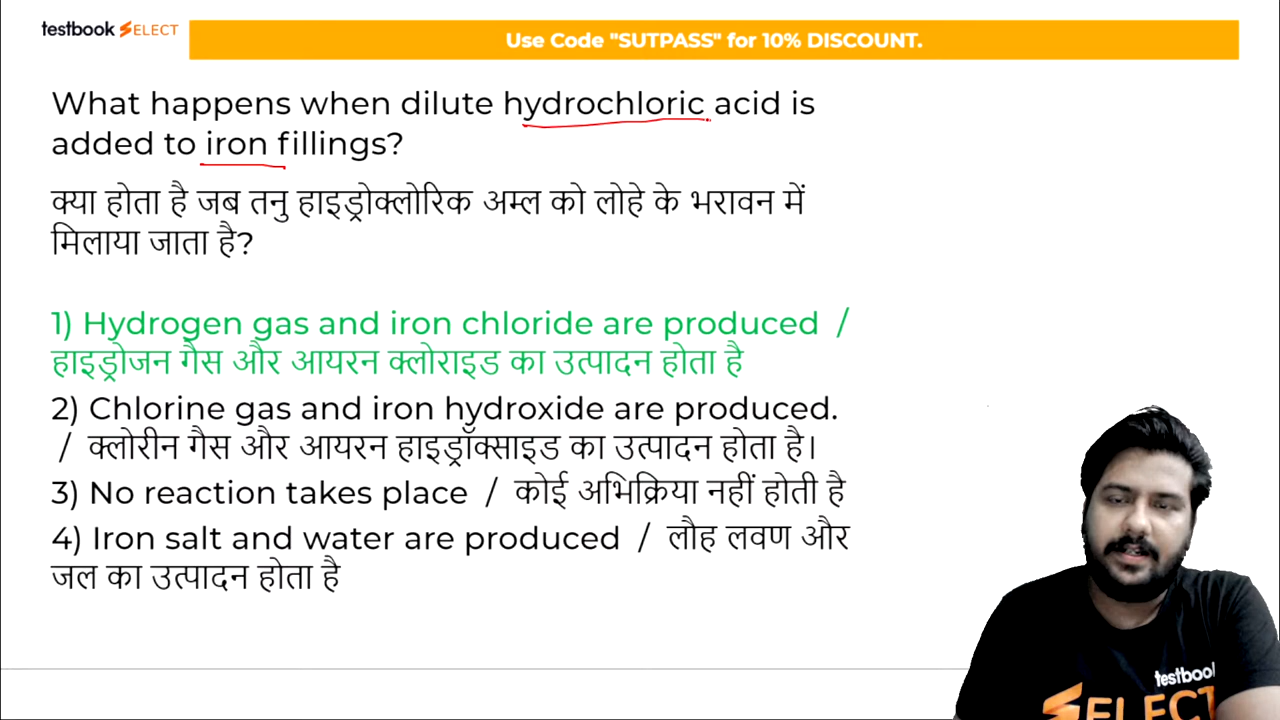 testbook SELECT
Use Code "SUTPASS" for 10% DISCOUNT.
What happens when dilute hydrochloric acid is
added to iron fillings?
क्या होता है जब तनु हाइड्रोक्लोरिक अम्ल को लोहे के भरावन में
मिलाया जाता है?
1) Hydrogen gas and iron chloride are produced /
हाइड्रोजन गैस और आयरन क्लोराइड का उत्पादन होता है
2) Chlorine gas and iron hydroxide are produced.
/ क्लोरीन गैस और आयरन हाइड्रॉक्साइड का उत्पादन होता है।
3) No reaction takes place / कोई अभिक्रिया नहीं होती है
4) Iron salt and water are produced / लौह लवण और
जल का उत्पादन होता है
testbook
SELECT